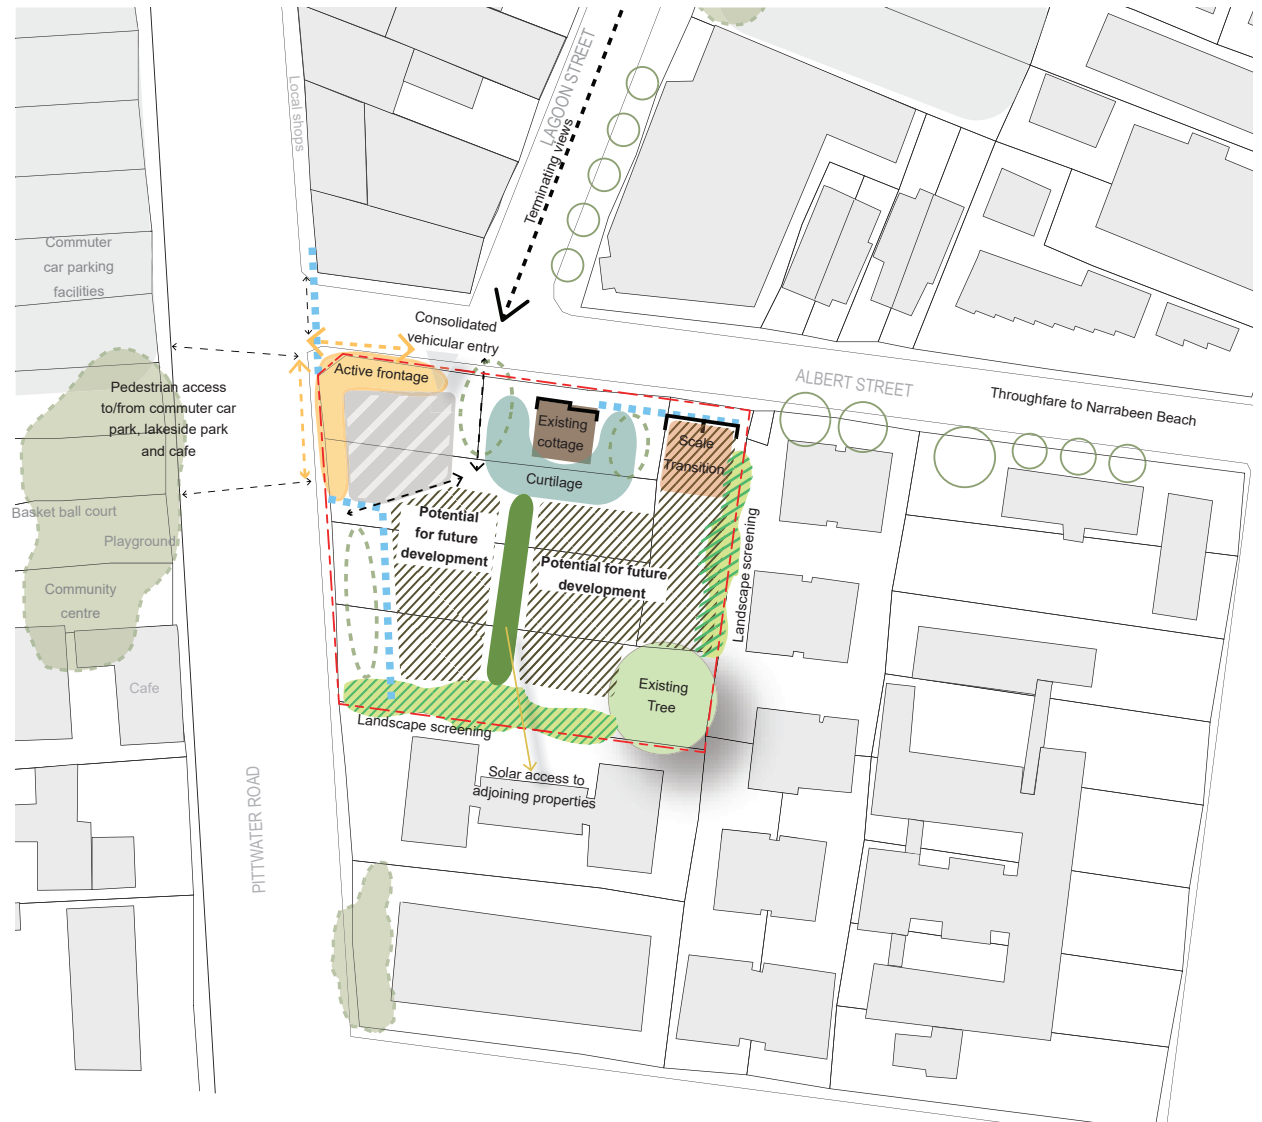 Local shops
LAGOON STREET
Terminating views
Commuter
car parking
facilities
Consolidated
vehicular entry
Active frontage
ALBERT STREET
Throughfare to Narrabeen Beach
Pedestrian access
to/from commuter car
park, lakeside park
and cafe
Existing
cottage
Scale
Transition
Curtilage
Basket ball court
Playground
Community
centre
Cafe
Potential
for future
development
Potential for future
development
Landscape screening
Existing
Tree
Landscape screening
Solar access to
adjoining properties
PITTWATER ROAD